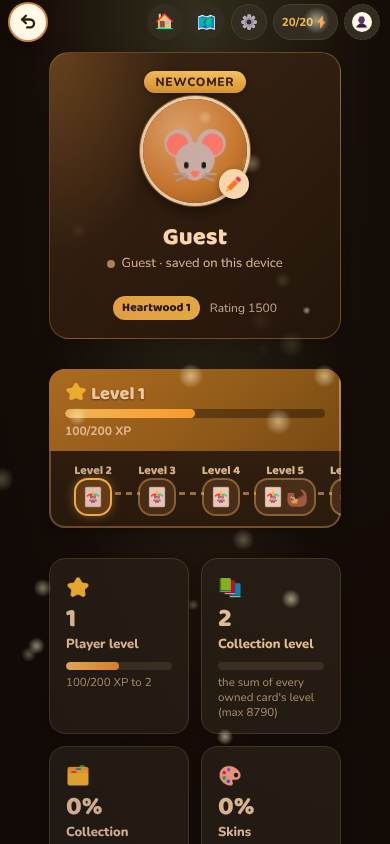 20/20
NEWCOMER
Guest
Guest · saved on this device
Heartwood 1 Rating 1500
Level 1
100/200 XP
Level 2 Level 3 Level 4 Level 5 Le
1
Player level
100/200 XP to 2
2
Collection level
the sum of every
owned card's level
(max 8790)
0%
Collection
0%
Skins